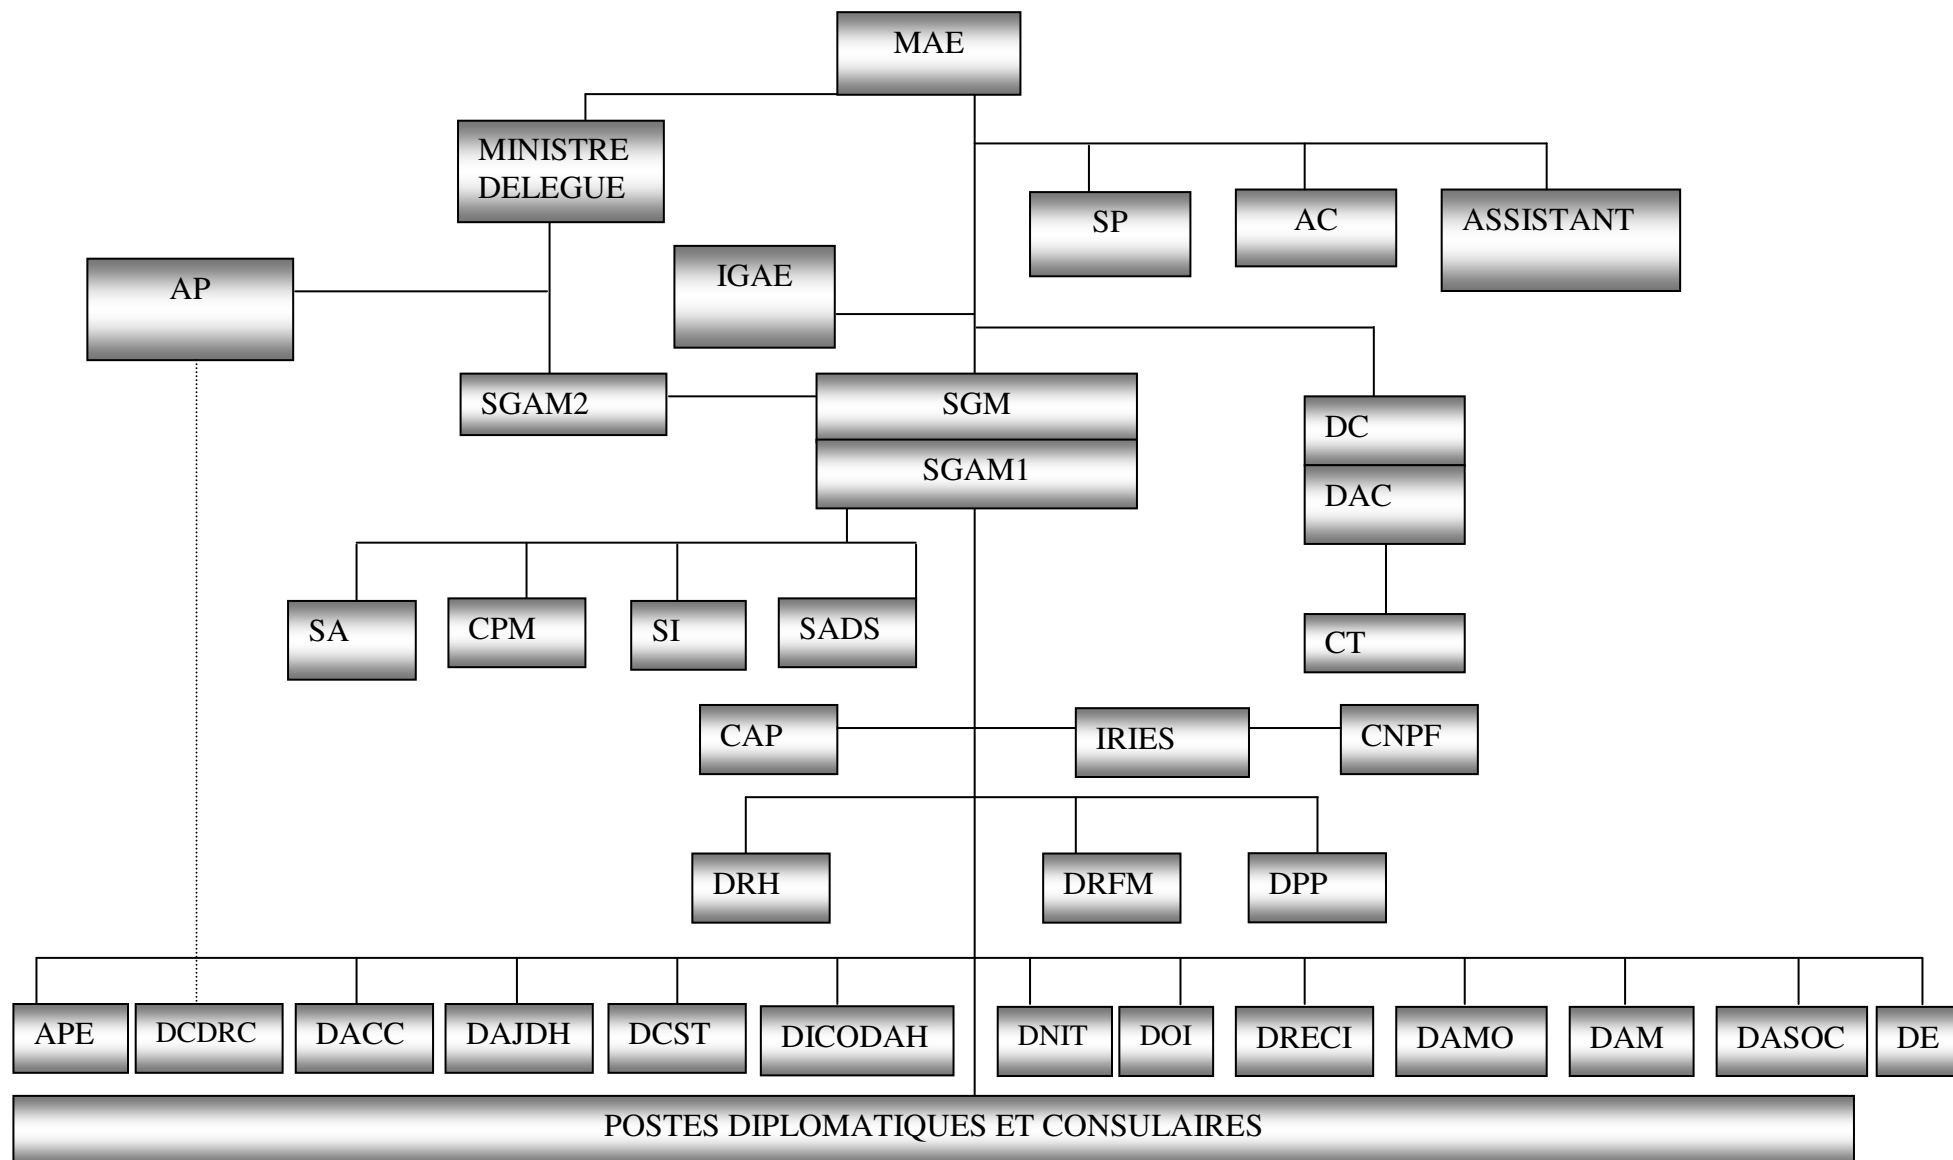 MAE
MINISTRE
DELEGUE
SP
AC
ASSISTANT
AP
IGAE
SGAM2
SGM
DC
SGAM1
DAC
SA
CPM
SI
SADS
CT
CAP
IRIES
CNPF
DRH
DRFM
DPP
APE
DCDRC
DACC
DAJDH
DCST
DICODAH
DNIT
DOI
DRECI
DAMO
DAM
DASOC
DE
POSTES DIPLOMATIQUES ET CONSULAIRES